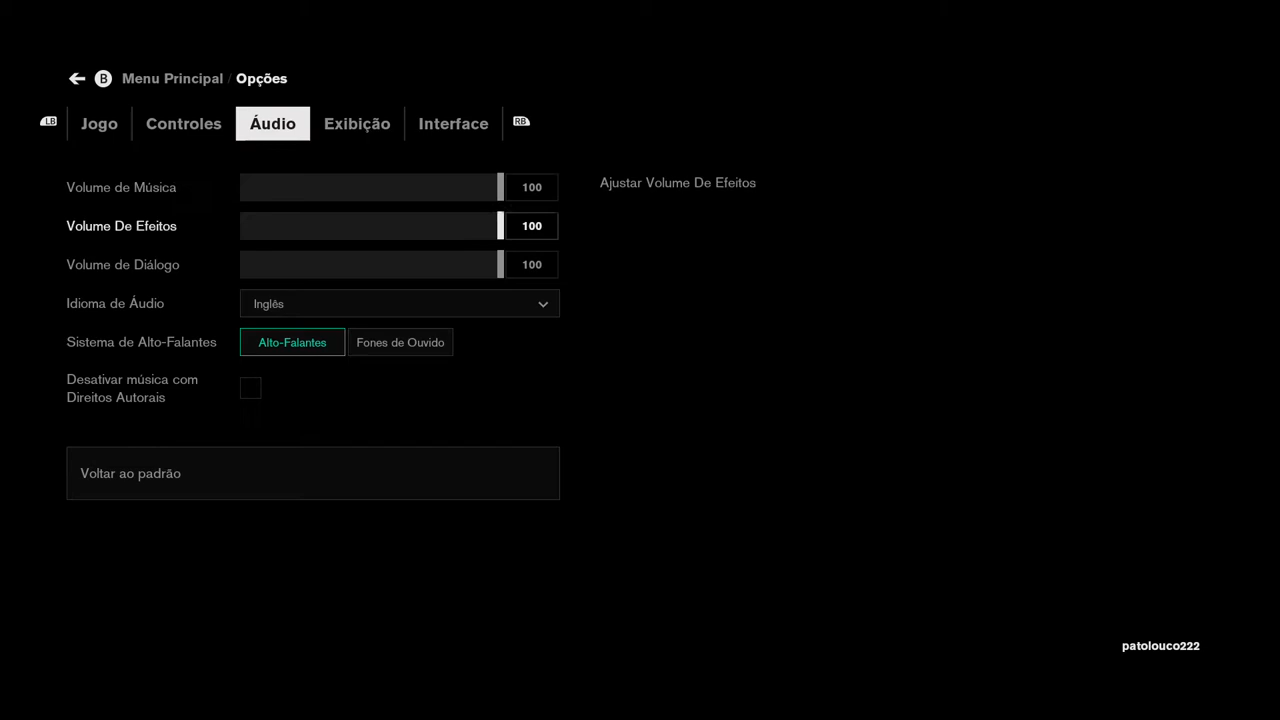 B Menu Principal / Opções
LB Jogo Controles Áudio Exibição Interface RB
Volume de Música 100 Ajustar Volume De Efeitos
Volume De Efeitos 100
Volume de Diálogo 100
Idioma de Áudio Inglês
Sistema de Alto-Falantes Alto-Falantes Fones de Ouvido
Desativar música com
Direitos Autorais
Voltar ao padrão
patolouco222